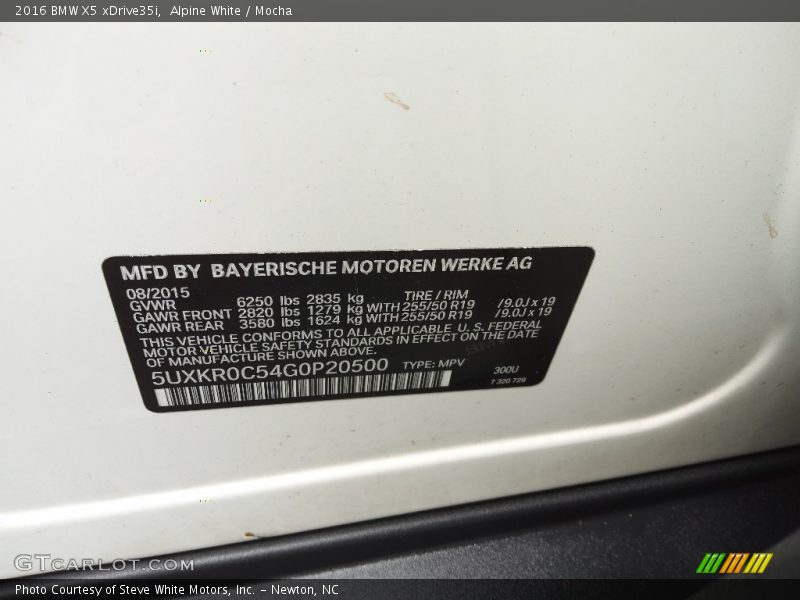 2016 BMW X5 xDrive35i,  Alpine White / Mocha
MFD BY BAYERISCHE MOTOREN WERKE AG
08/2015
TIRE / RIM
GVWR 6250 lbs 2835 kg
GAWR FRONT 2820 lbs 1279 kg WITH 255/50 R19 /9.0J x 19
GAWR REAR 3580 lbs 1624 kg WITH 255/50 R19 /9.0J x 19
THIS VEHICLE CONFORMS TO ALL APPLICABLE U. S. FEDERAL
MOTOR VEHICLE SAFETY STANDARDS IN EFFECT ON THE DATE
OF MANUFACTURE SHOWN ABOVE.
5UXKR0C54G0P20500 TYPE: MPV
300U
7 320 729
GTCARLOT.COM
Photo Courtesy of Steve White Motors, Inc. – Newton, NC